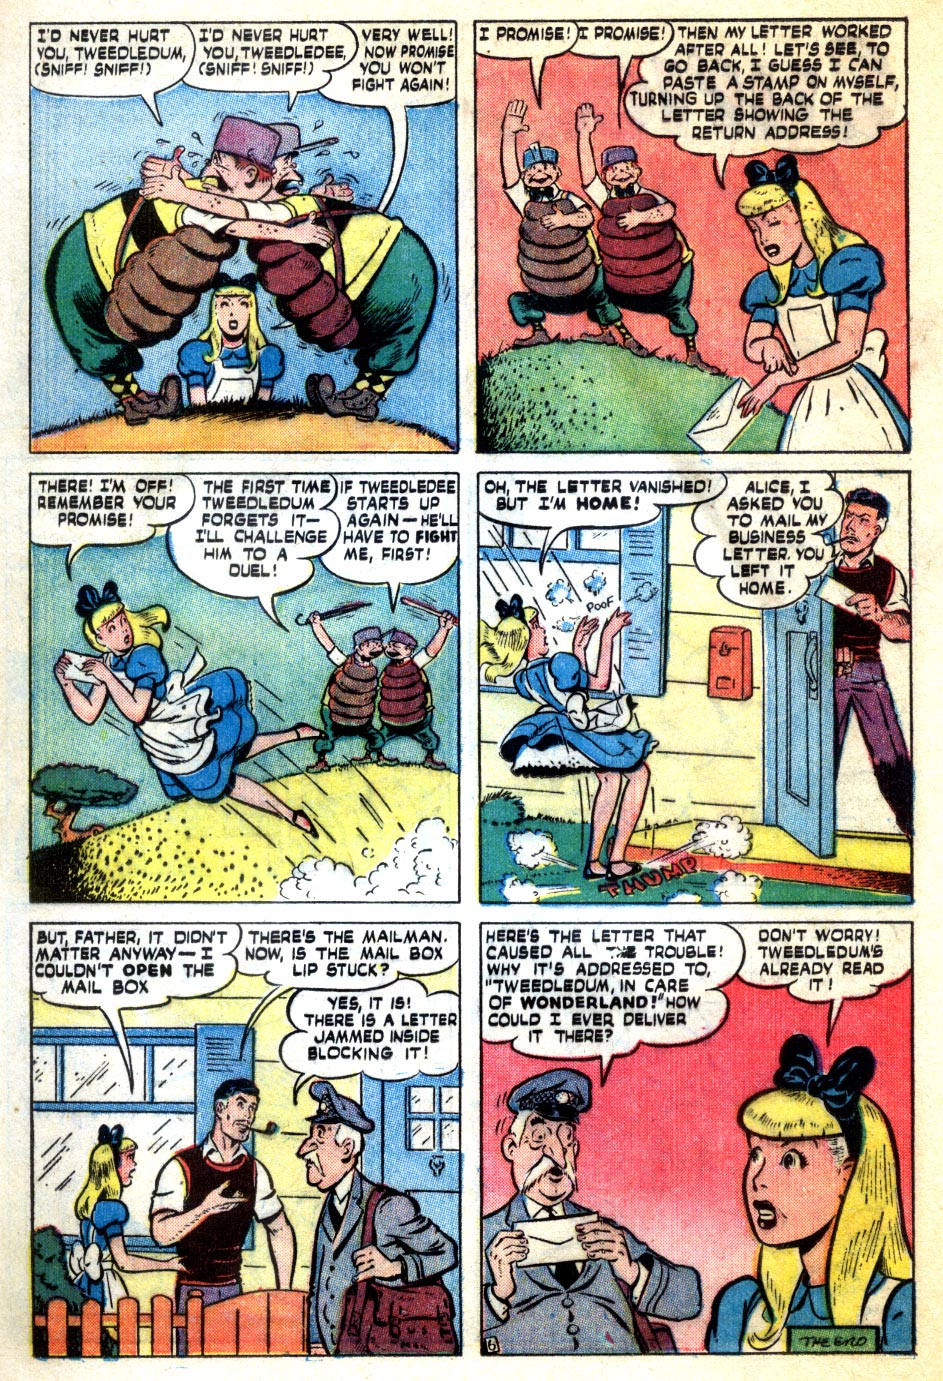 I'D NEVER HURT
YOU, TWEEDLEDUM,
(SNIFF! SNIFF!)
I'D NEVER HURT
YOU, TWEEDLEDEE,
(SNIFF! SNIFF!)
VERY WELL!
NOW PROMISE
YOU WON'T
FIGHT AGAIN!
I PROMISE!
I PROMISE!
THEN MY LETTER WORKED
AFTER ALL! LET'S SEE, TO
GO BACK, I GUESS I CAN
PASTE A STAMP ON MYSELF,
TURNING UP THE BACK OF THE
LETTER SHOWING THE
RETURN ADDRESS!
THERE! I'M OFF!
REMEMBER YOUR
PROMISE!
THE FIRST TIME
TWEEDLEDUM
FORGETS IT—
I'LL CHALLENGE
HIM TO A
DUEL!
IF TWEEDLEDEE
STARTS UP
AGAIN—HE'LL
HAVE TO FIGHT
ME, FIRST!
OH, THE LETTER VANISHED!
BUT I'M HOME!
POOF
ALICE, I
ASKED YOU
TO MAIL MY
BUSINESS
LETTER. YOU
LEFT IT
HOME.
THUMP
BUT, FATHER, IT DIDN'T
MATTER ANYWAY—I
COULDN'T OPEN THE
MAIL BOX
THERE'S THE MAILMAN.
NOW, IS THE MAIL BOX
LIP STUCK?
YES, IT IS!
THERE IS A LETTER
JAMMED INSIDE
BLOCKING IT!
HERE'S THE LETTER THAT
CAUSED ALL THE TROUBLE!
WHY IT'S ADDRESSED TO,
"TWEEDLEDUM, IN CARE
OF WONDERLAND!" HOW
COULD I EVER DELIVER
IT THERE?
DON'T WORRY!
TWEEDLEDUM'S
ALREADY READ
IT!
6
THE END